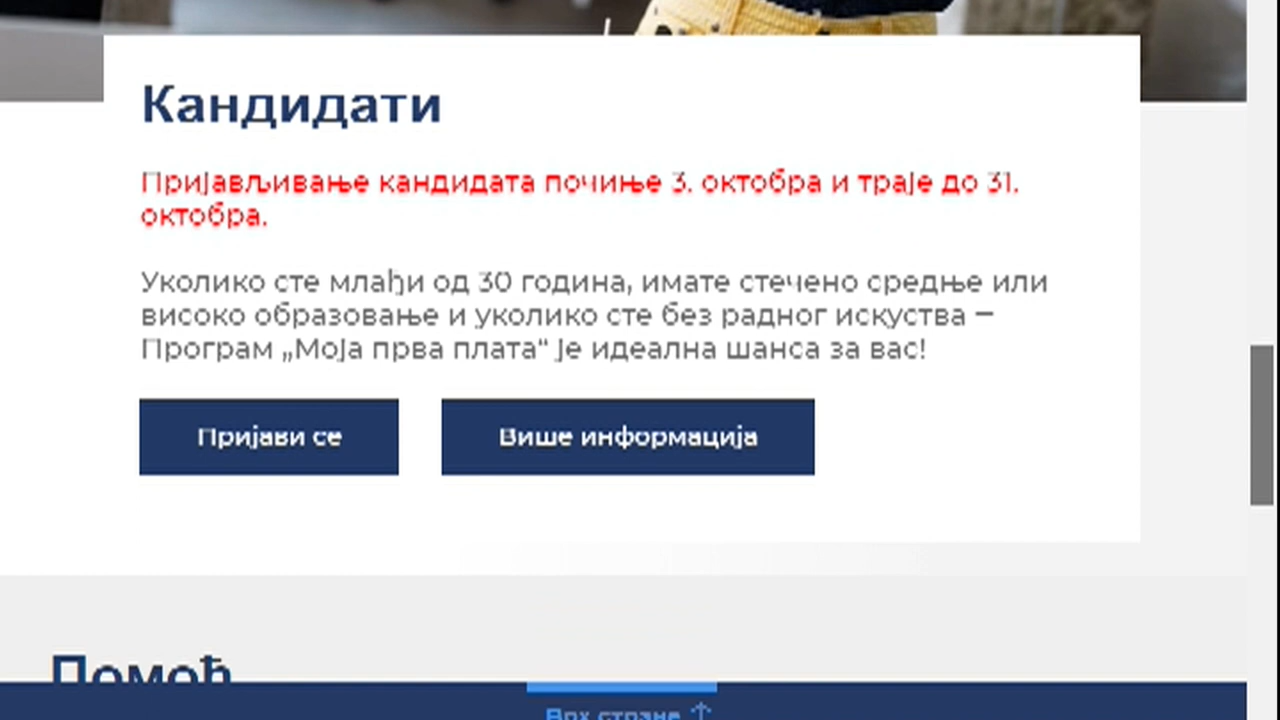 Кандидати
Пријављивање кандидата почиње 3. октобра и траје до 31.
октобра.
Уколико сте млађи од 30 година, имате стечено средње или
високо образовање и уколико сте без радног искуства –
Програм „Моја прва плата“ је идеална шанса за вас!
Пријави се
Више информација
Помоћ
Врх стране ↑